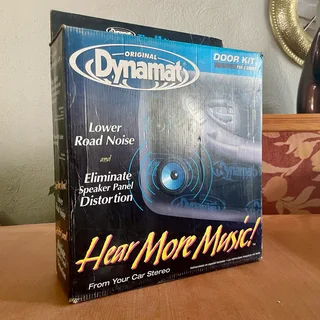 ORIGINAL
Dynamat
DOOR KIT
Lower
Road Noise
and
Eliminate
Speaker Panel
Distortion
Dynamat
Hear More Music!
From Your Car Stereo